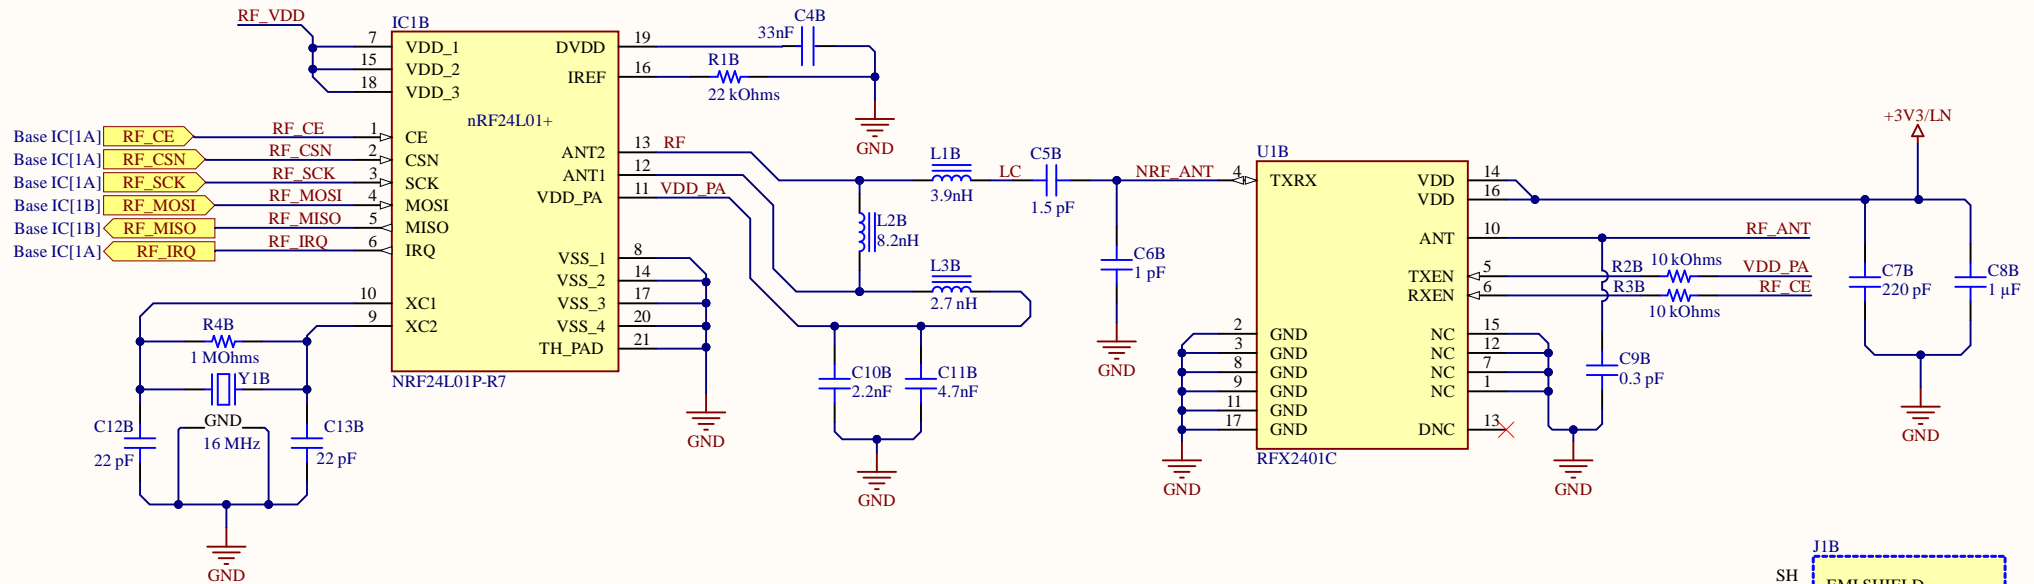 RF_VDD
IC1B
7 VDD_1
15 VDD_2
18 VDD_3
Base IC[1A] RF_CE RF_CE 1 CE
Base IC[1A] RF_CSN RF_CSN 2 CSN
Base IC[1A] RF_SCK RF_SCK 3 SCK
Base IC[1B] RF_MOSI RF_MOSI 4 MOSI
Base IC[1B] RF_MISO RF_MISO 5 MISO
Base IC[1A] RF_IRQ RF_IRQ 6 IRQ
10 XC1
9 XC2
nRF24L01+
DVDD 19
IREF 16
ANT2 13 RF
ANT1 12
VDD_PA 11 VDD_PA
VSS_1 8
VSS_2 14
VSS_3 17
VSS_4 20
TH_PAD 21
NRF24L01P-R7
R4B
1 MOhms
Y1B
GND
16 MHz
C12B
22 pF
C13B
22 pF
GND
C4B
33nF
R1B
22 kOhms
GND
GND
L1B
3.9nH
L2B
8.2nH
L3B
2.7 nH
LC
C5B
1.5 pF
C10B
2.2nF
C11B
4.7nF
GND
C6B
1 pF
GND
NRF_ANT
U1B
4 TXRX
2 GND
3 GND
8 GND
9 GND
11 GND
17 GND
VDD 14
VDD 16
ANT 10 RF_ANT
TXEN 5 R2B 10 kOhms VDD_PA
RXEN 6 R3B 10 kOhms RF_CE
NC 15
NC 12
NC 7
NC 1
DNC 13
RFX2401C
GND
C9B
0.3 pF
GND
+3V3/LN
C7B
220 pF
C8B
1 µF
GND
J1B
SH
EMI SHIELD